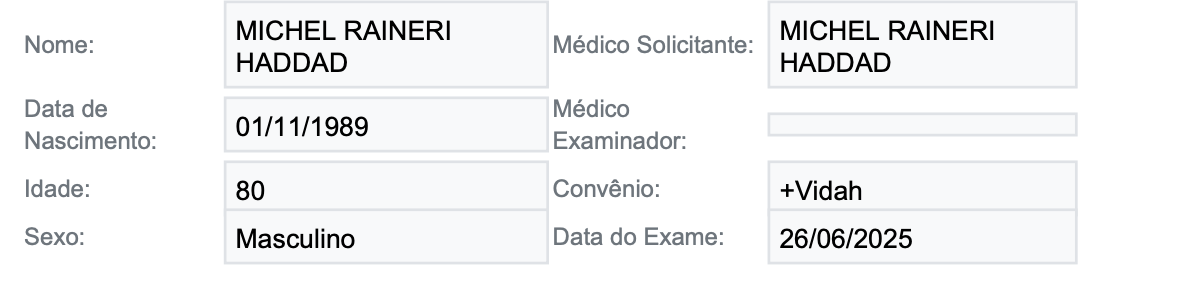 Nome:
MICHEL RAINERI
HADDAD
Médico Solicitante:
MICHEL RAINERI
HADDAD
Data de
Nascimento:
01/11/1989
Médico
Examinador:
Idade:
80
Convênio:
+Vidah
Sexo:
Masculino
Data do Exame:
26/06/2025